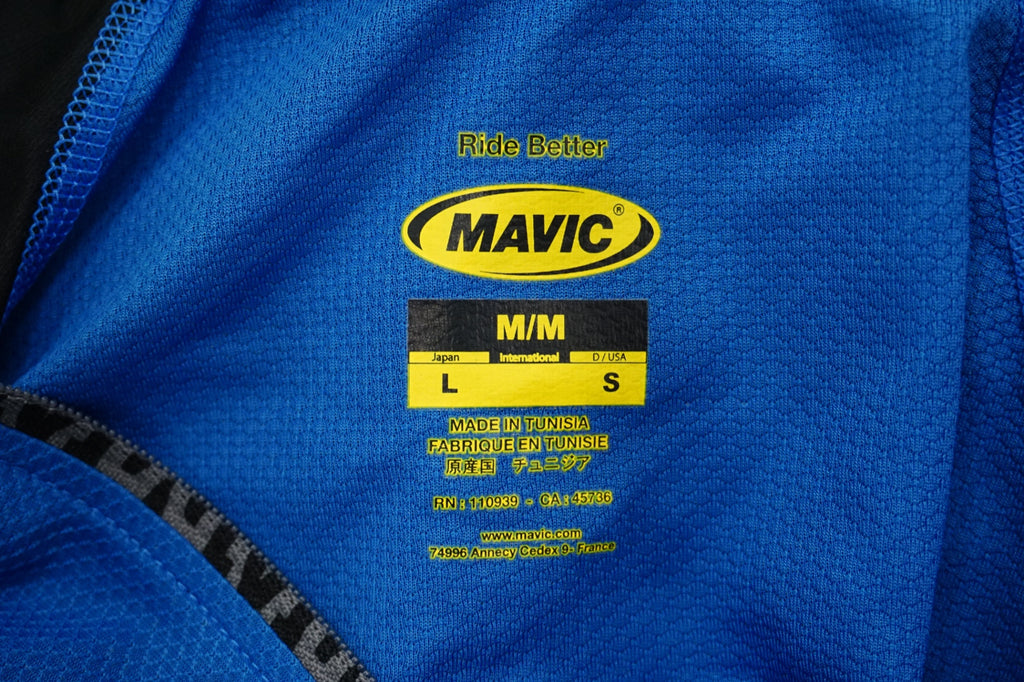 Ride Better
MAVIC®
M/M
Japan International D / USA
L S
MADE IN TUNISIA
FABRIQUE EN TUNISIE
原産国 チュニジア
RN : 110939 - CA : 45736
www.mavic.com
74996 Annecy Cedex 9- France